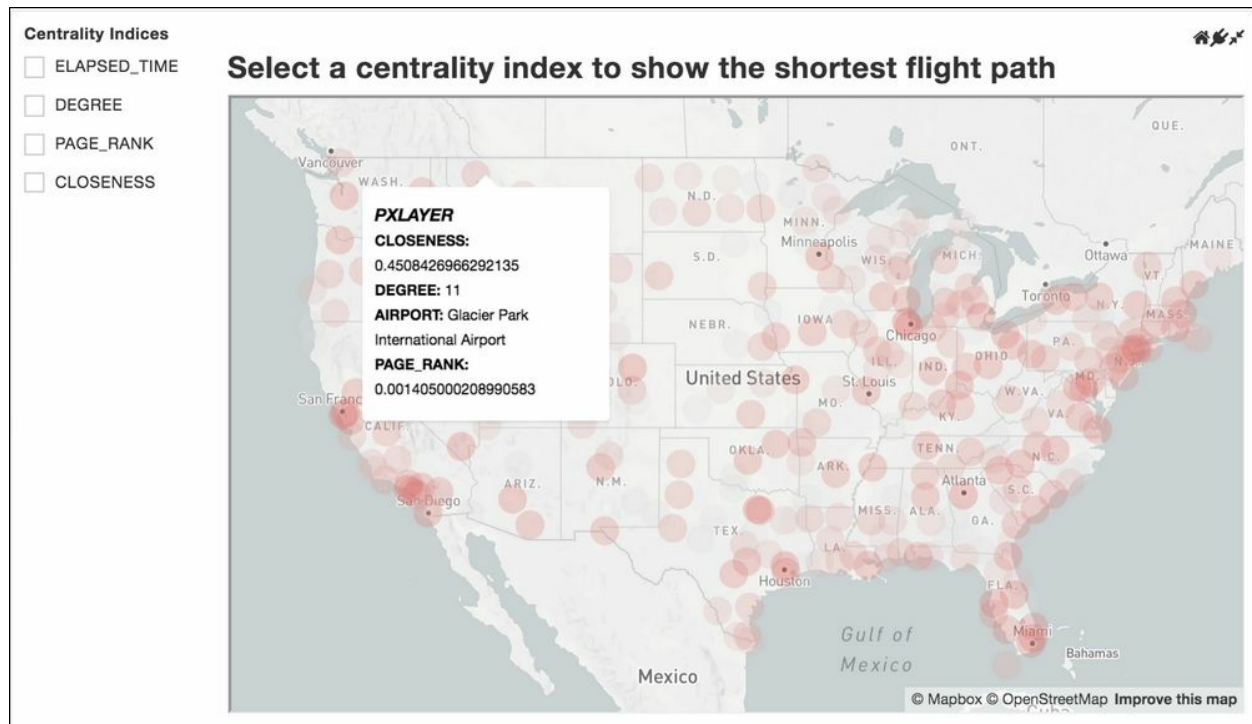 Centrality Indices
ELAPSED_TIME
DEGREE
PAGE_RANK
CLOSENESS
Select a centrality index to show the shortest flight path
QUE.
ONT.
Vancouver
WASH.
N.D.
MINN.
Minneapolis
S.D.
WIS.
MICH.
Ottawa
MAINE
VT.
Toronto
N.Y.
MASS.
PXLAYER
CLOSENESS:
0.4508426966292135
DEGREE: 11
AIRPORT: Glacier Park
International Airport
PAGE_RANK:
0.001405000208990583
NEBR.
IOWA
Chicago
PA.
OHIO
ILL.
IND.
United States
St. Louis
W.VA.
VA.
MO.
KY.
CALIF.
OKLA.
TENN.
N.C.
ARK.
ARIZ.
N.M.
Atlanta
S.C.
San Diego
MISS.
ALA.
GA.
TEX.
LA.
Houston
FLA.
Miami
Gulf of
Mexico
Bahamas
Mexico
© Mapbox © OpenStreetMap Improve this map